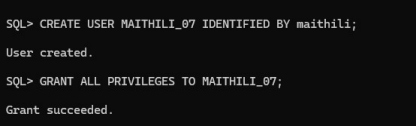 SQL> CREATE USER MAITHILI_07 IDENTIFIED BY maithili;
User created.
SQL> GRANT ALL PRIVILEGES TO MAITHILI_07;
Grant succeeded.